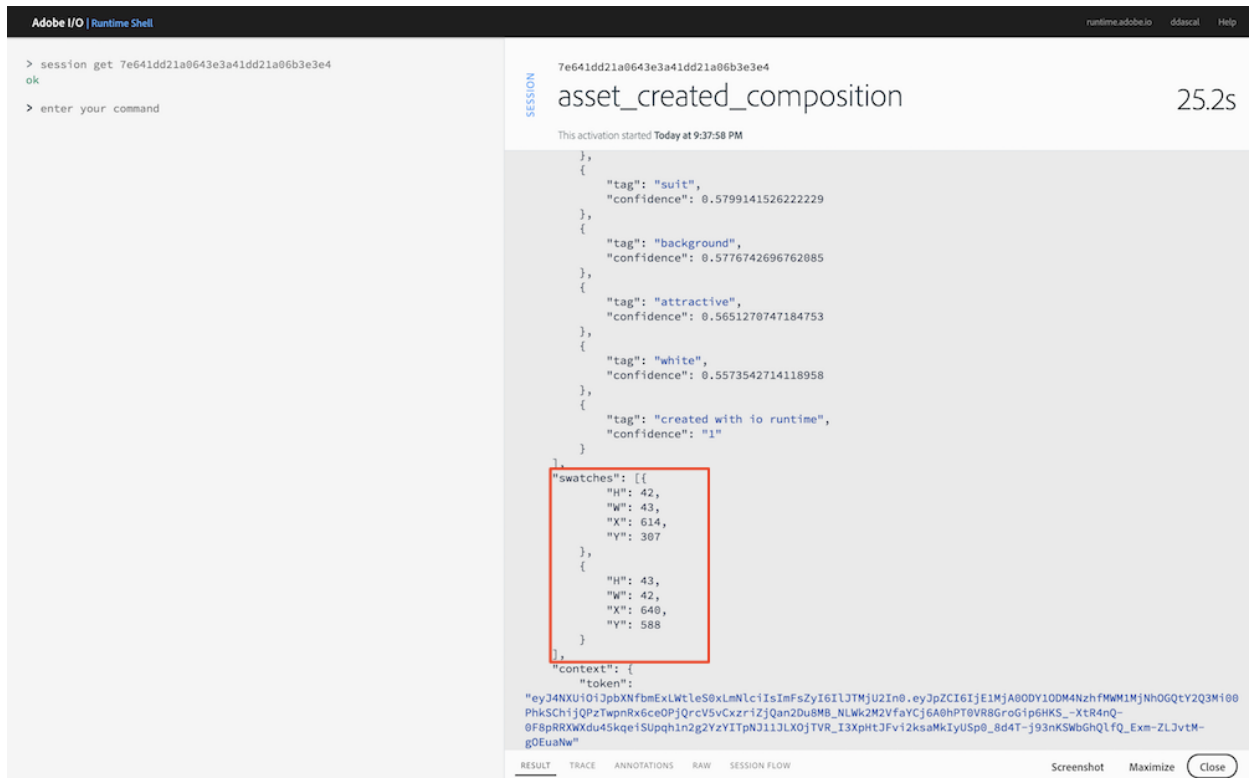 Adobe I/O | Runtime Shell
runtime.adobe.io ddascal Help
> session get 7e641dd21a0643e3a41dd21a06b3e3e4
ok
> enter your command
SESSION
7e641dd21a0643e3a41dd21a06b3e3e4
asset_created_composition
25.2s
This activation started Today at 9:37:58 PM
},
{
"tag": "suit",
"confidence": 0.5799141526222229
},
{
"tag": "background",
"confidence": 0.5776742696762085
},
{
"tag": "attractive",
"confidence": 0.5651270747184753
},
{
"tag": "white",
"confidence": 0.5573542714118958
},
{
"tag": "created with io runtime",
"confidence": "1"
}
],
"swatches": [{
"H": 42,
"W": 43,
"X": 614,
"Y": 307
},
{
"H": 43,
"W": 42,
"X": 640,
"Y": 588
}
],
"context": {
"token":
RESULT TRACE ANNOTATIONS RAW SESSION FLOW
Screenshot Maximize Close